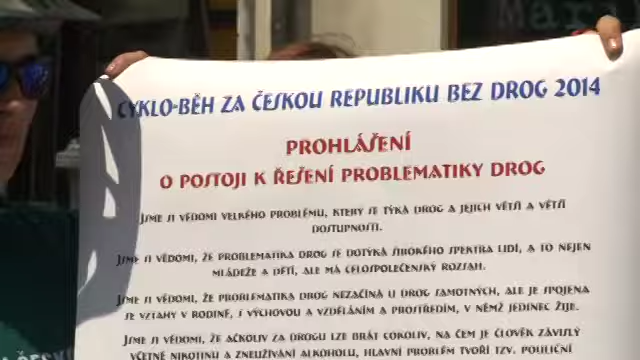 Mari
CYKLO-BĚH ZA ČESKOU REPUBLIKU BEZ DROG 2014
PROHLÁŠENÍ
O POSTOJI K ŘEŠENÍ PROBLEMATIKY DROG
JSME SI VĚDOMI VELKÉHO PROBLÉMU, KTERÝ SE TÝKÁ DROG A JEJICH VĚTŠÍ A VĚTŠÍ
DOSTUPNOSTI.
JSME SI VĚDOMI, ŽE PROBLEMATIKA DROG SE DOTÝKÁ ŠIROKÉHO SPEKTRA LIDÍ, A TO NEJEN
MLÁDEŽE A DĚTÍ, ALE MÁ CELOSPOLEČENSKÝ ROZSAH.
JSME SI VĚDOMI, ŽE PROBLEMATIKA DROG NEZAČÍNÁ U DROG SAMOTNÝCH, ALE JE SPOJENA
SE VZTAHY V RODINĚ, S VÝCHOVOU A VZDĚLÁNÍM A PROSTŘEDÍM, V NĚMŽ JEDINEC ŽIJE.
JSME SI VĚDOMI, ŽE AČKOLIV ZA DROGU LZE BRÁT COKOLIV, NA ČEM JE ČLOVĚK ZÁVISLÝ
VČETNĚ NIKOTINU A ZNEUŽÍVÁNÍ ALKOHOLU, HLAVNÍ PROBLÉM TVOŘÍ TZV. POULIČNÍ